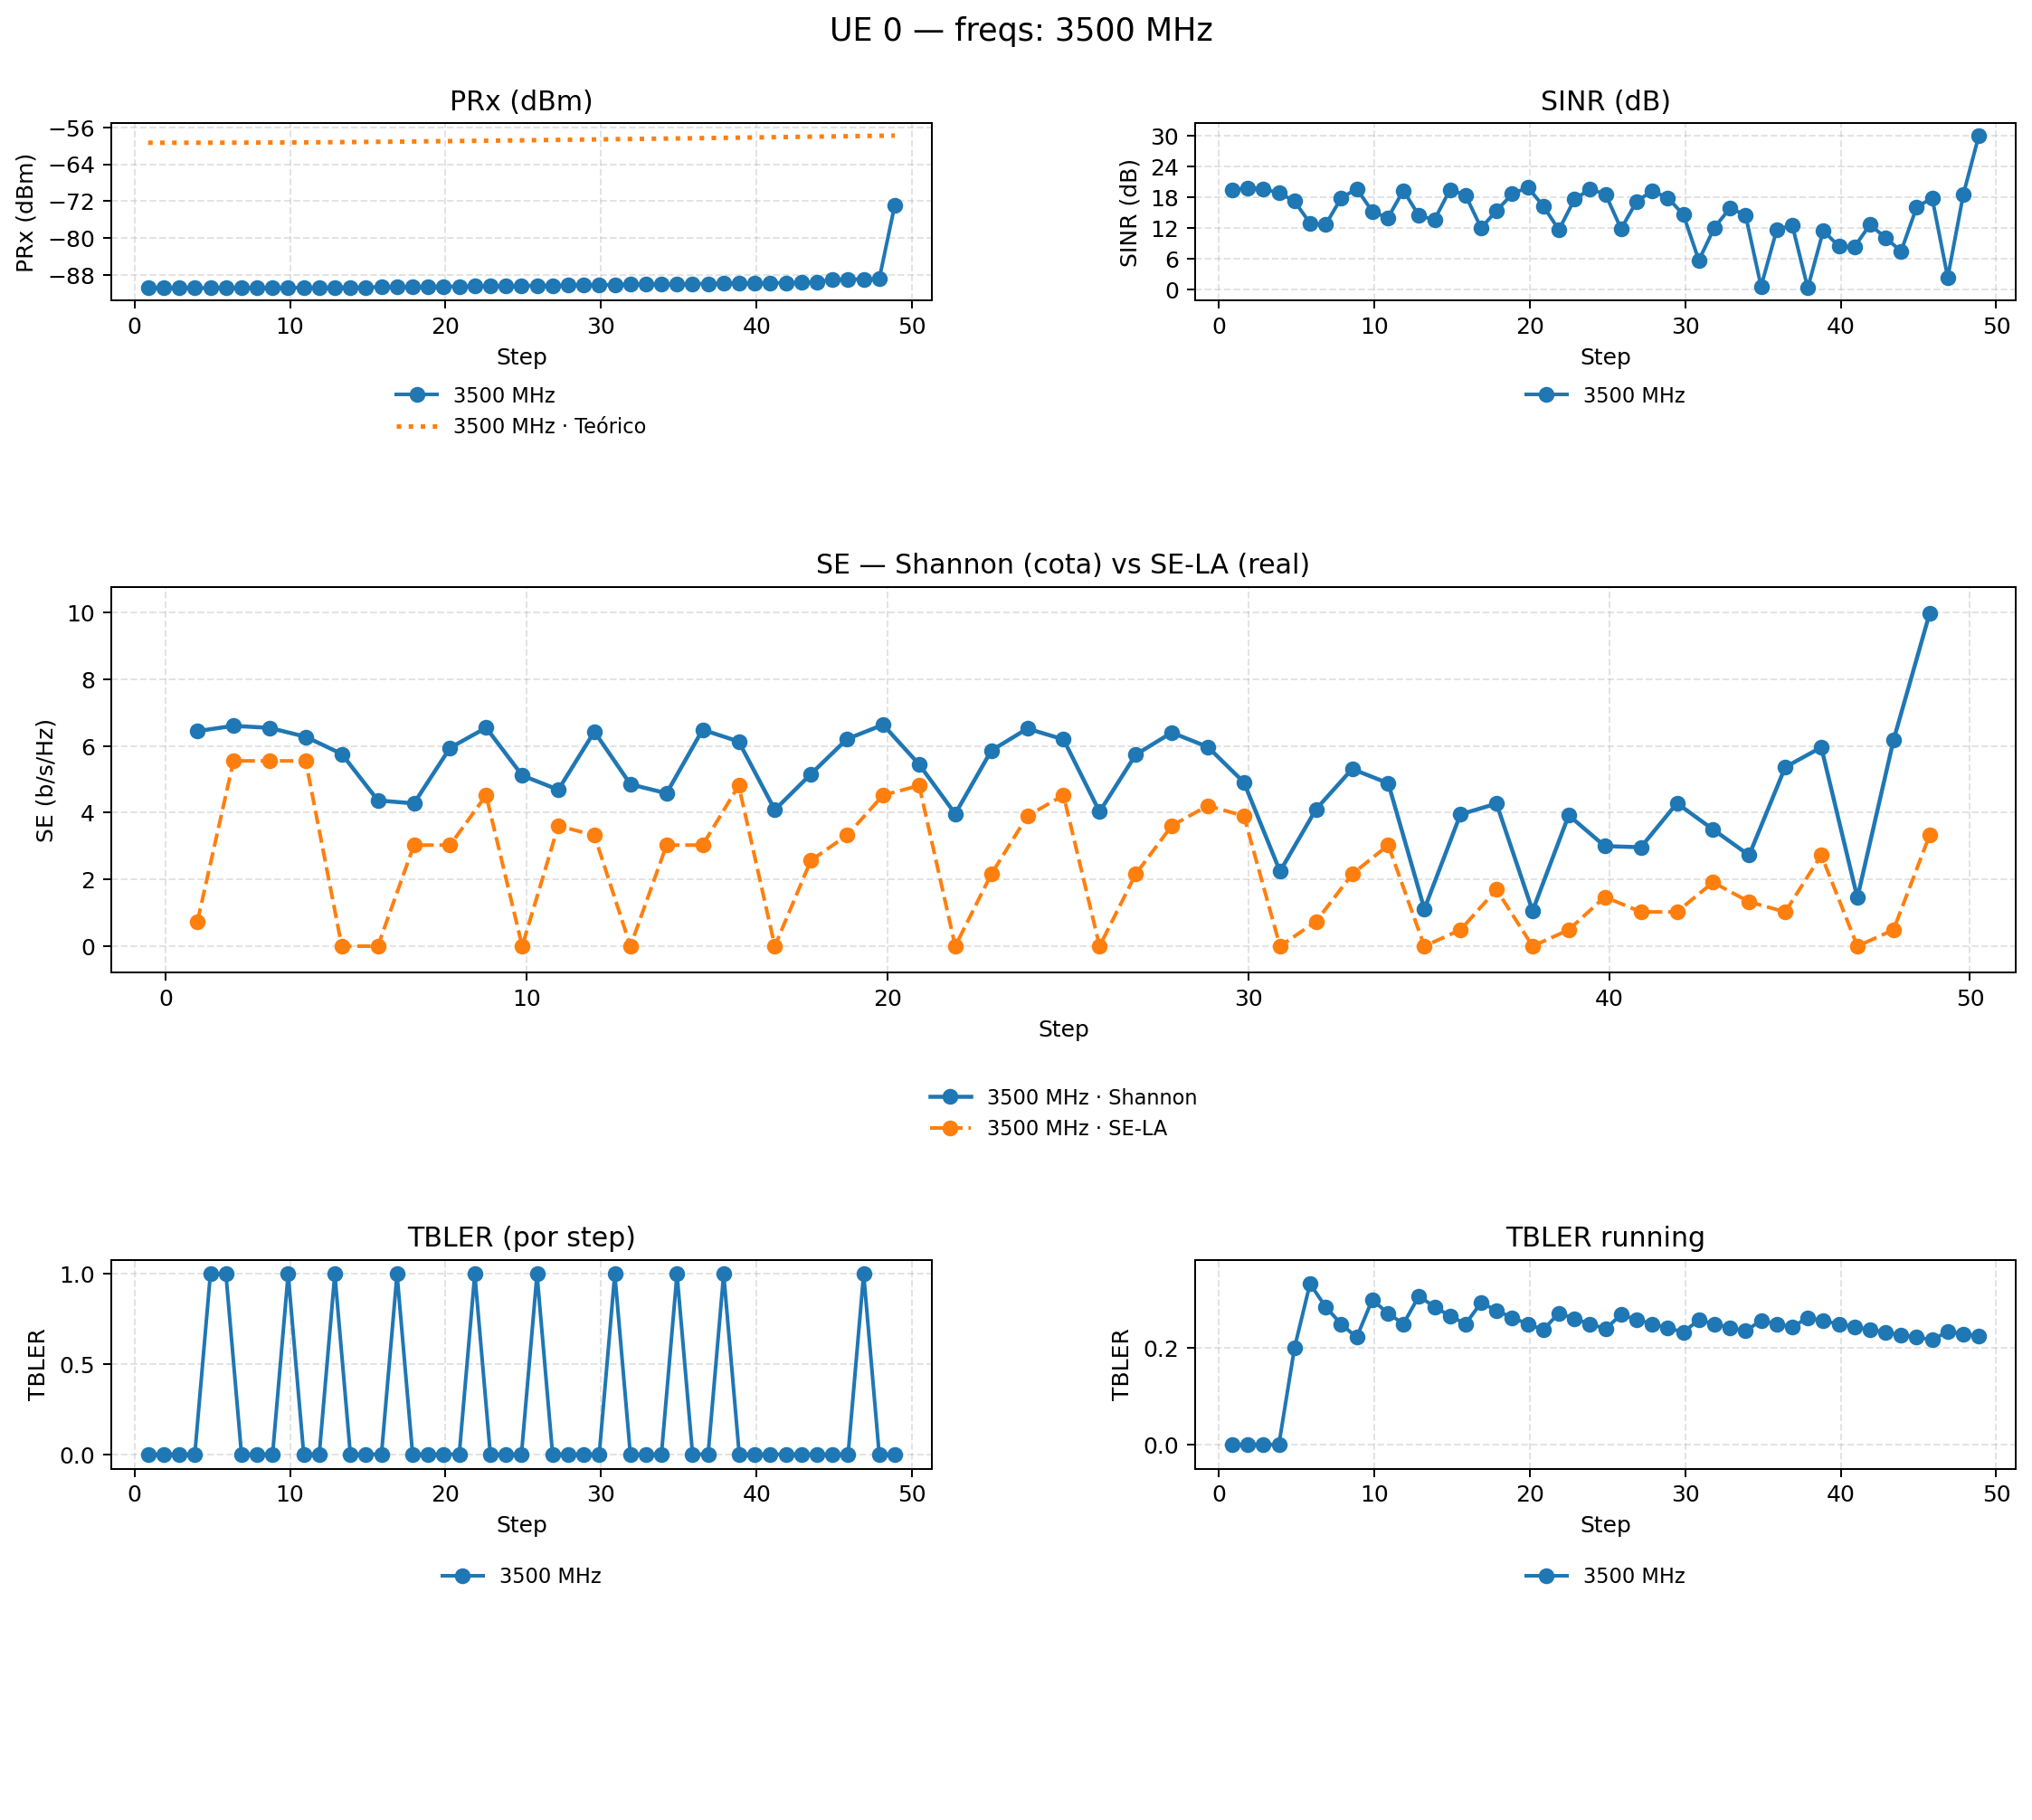 UE 0 — freqs: 3500 MHz
PRx (dBm)
PRx (dBm)
−56
−64
−72
−80
−88
0 10 20 30 40 50
Step
3500 MHz
3500 MHz · Teórico
SINR (dB)
SINR (dB)
30
24
18
12
6
0
0 10 20 30 40 50
Step
3500 MHz
SE — Shannon (cota) vs SE-LA (real)
SE (b/s/Hz)
10
8
6
4
2
0
0 10 20 30 40 50
Step
3500 MHz · Shannon
3500 MHz · SE-LA
TBLER (por step)
TBLER
1.0
0.5
0.0
0 10 20 30 40 50
Step
3500 MHz
TBLER running
TBLER
0.2
0.0
0 10 20 30 40 50
Step
3500 MHz